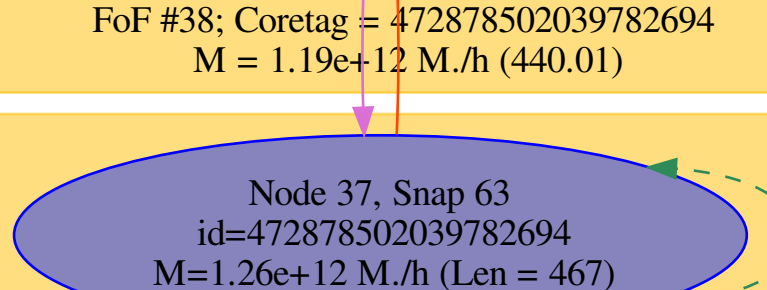 FoF #38; Coretag = 472878502039782694
M = 1.19e+12 M./h (440.01)
Node 37, Snap 63
id=472878502039782694
M=1.26e+12 M./h (Len = 467)